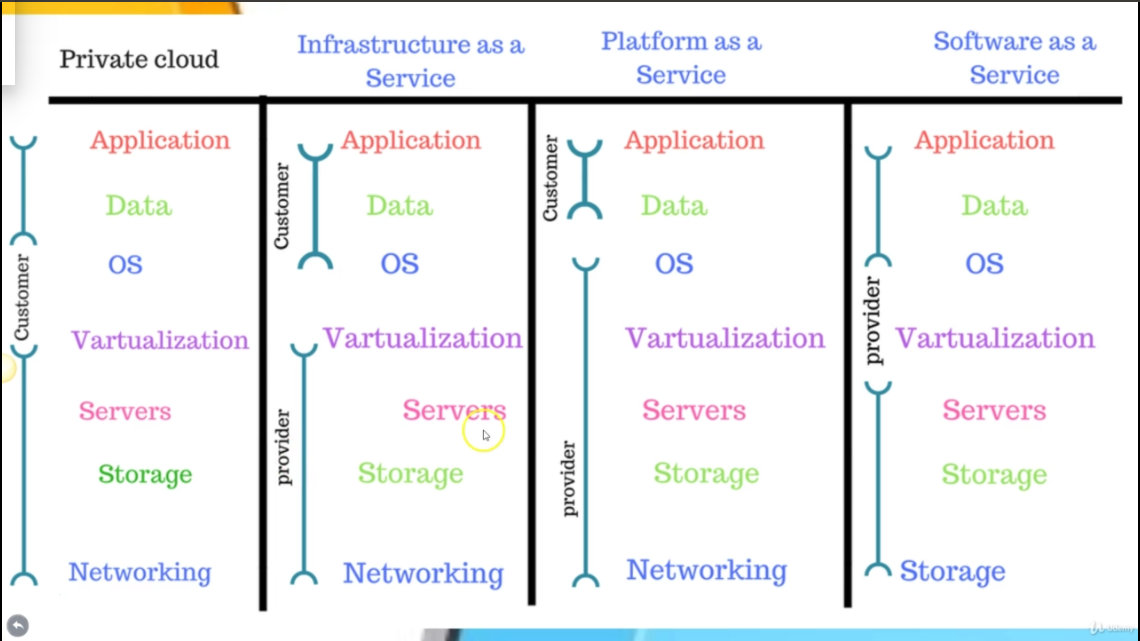 Private cloud
Infrastructure as a
Service
Platform as a
Service
Software as a
Service
Customer
Application
Data
OS
Vartualization
Servers
Storage
Networking
Customer
provider
Application
Data
OS
Vartualization
Servers
Storage
Networking
Customer
provider
Application
Data
OS
Vartualization
Servers
Storage
Networking
provider
Application
Data
OS
Vartualization
Servers
Storage
Storage
Udemy